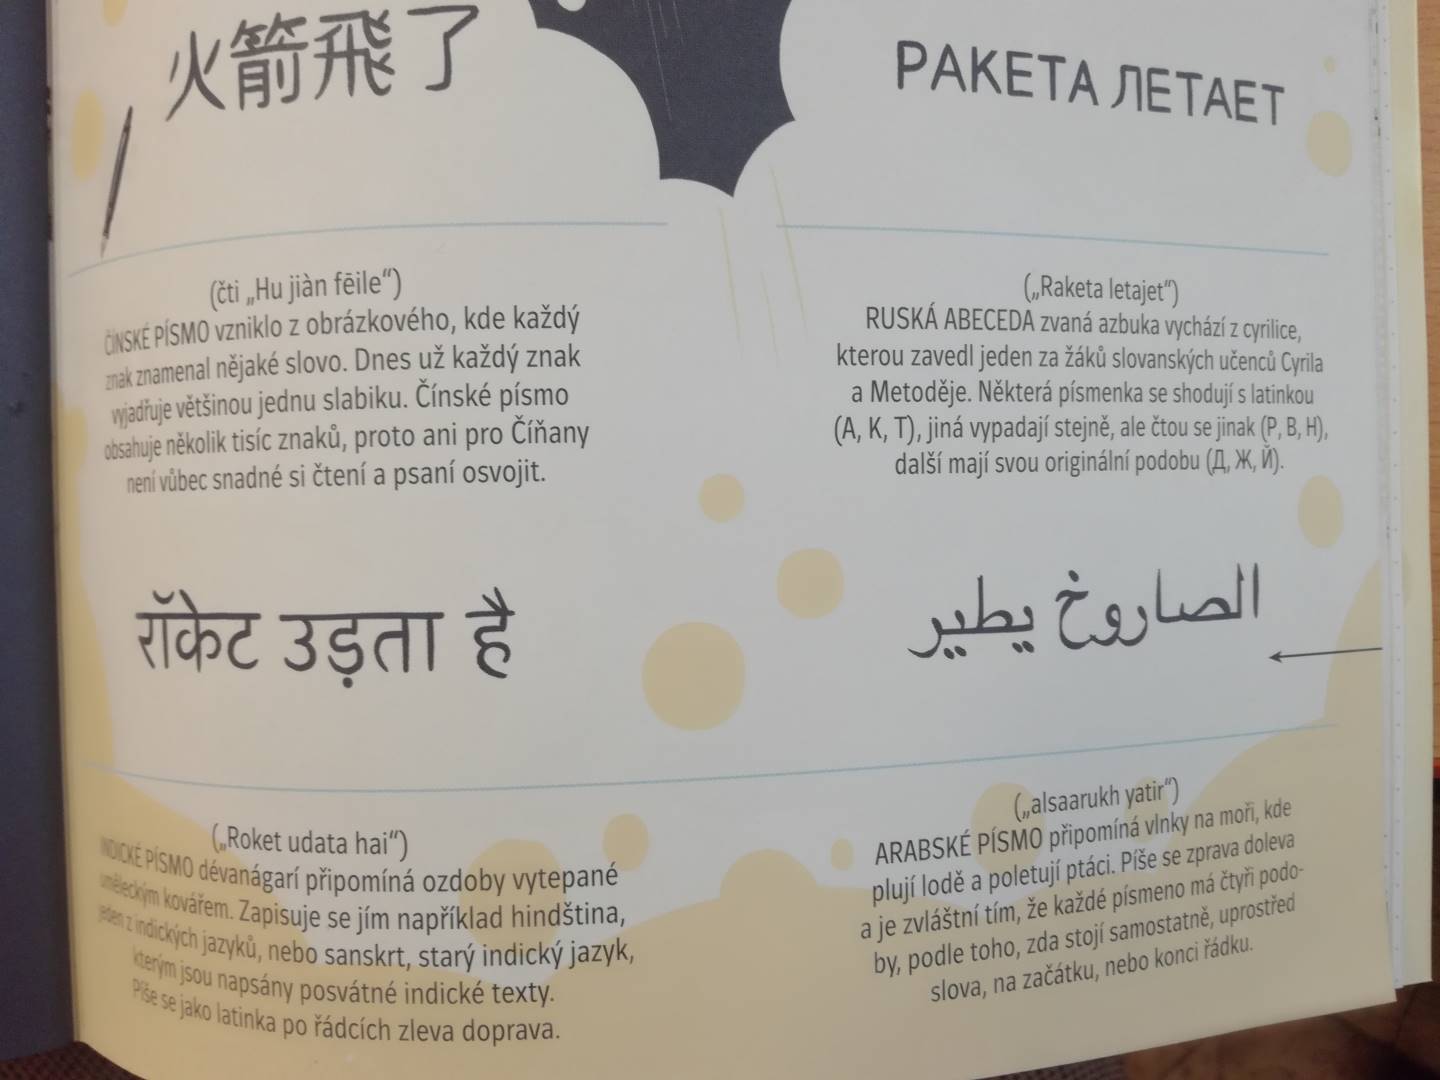 火箭飛了
(čti „Hu jiàn fēile“)
ČÍNSKÉ PÍSMO vzniklo z obrázkového, kde každý
znak znamenal nějaké slovo. Dnes už každý znak
vyjadřuje většinou jednu slabiku. Čínské písmo
obsahuje několik tisíc znaků, proto ani pro Číňany
není vůbec snadné si čtení a psaní osvojit.
РАКЕТА ЛЕТАЕТ
(„Raketa letajet“)
RUSKÁ ABECEDA zvaná azbuka vychází z cyrilice,
kterou zavedl jeden za žáků slovanských učenců Cyrila
a Metoděje. Některá písmenka se shodují s latinkou
(A, K, T), jiná vypadají stejně, ale čtou se jinak (P, B, H),
další mají svou originální podobu (Д, Ж, Й).
रॉकेट उड़ता है
(„Roket udata hai“)
INDICKÉ PÍSMO dévanágarí připomíná ozdoby vytepané
uměleckým kovářem. Zapisuje se jím například hindština,
jeden z indických jazyků, nebo sanskrt, starý indický jazyk,
kterým jsou napsány posvátné indické texty.
Píše se jako latinka po řádcích zleva doprava.
الصاروخ يطير
(„alsaarukh yatir“)
ARABSKÉ PÍSMO připomíná vlnky na moři, kde
plují lodě a poletují ptáci. Píše se zprava doleva
a je zvláštní tím, že každé písmeno má čtyři podo-
by, podle toho, zda stojí samostatně, uprostřed
slova, na začátku, nebo konci řádku.